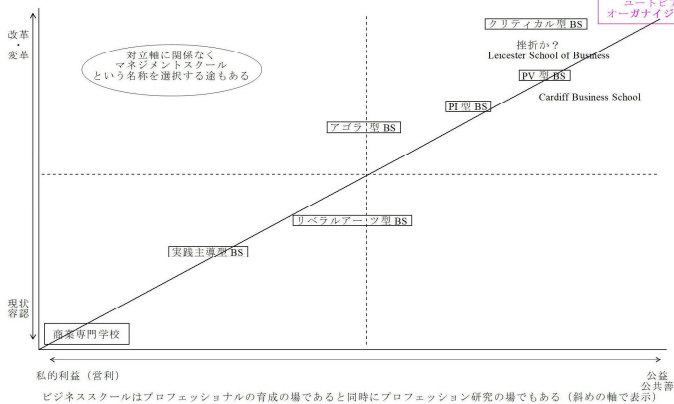 ユートピア
オーガナイジ
クリティカル型 BS
改革
・
変革
挫折か？
Leicester School of Business
対立軸に関係なく
マネジメントスクール
という名称を選択する途もある
PV 型 BS
Cardiff Business School
PI 型 BS
アゴラ 型 BS
リベラルアーツ型 BS
実践主導型 BS
現状
容認
商業専門学校
私的利益（営利）
公益
公共善
ビジネススクールはプロフェッショナルの育成の場であると同時にプロフェッション研究の場でもある（斜めの軸で表示）